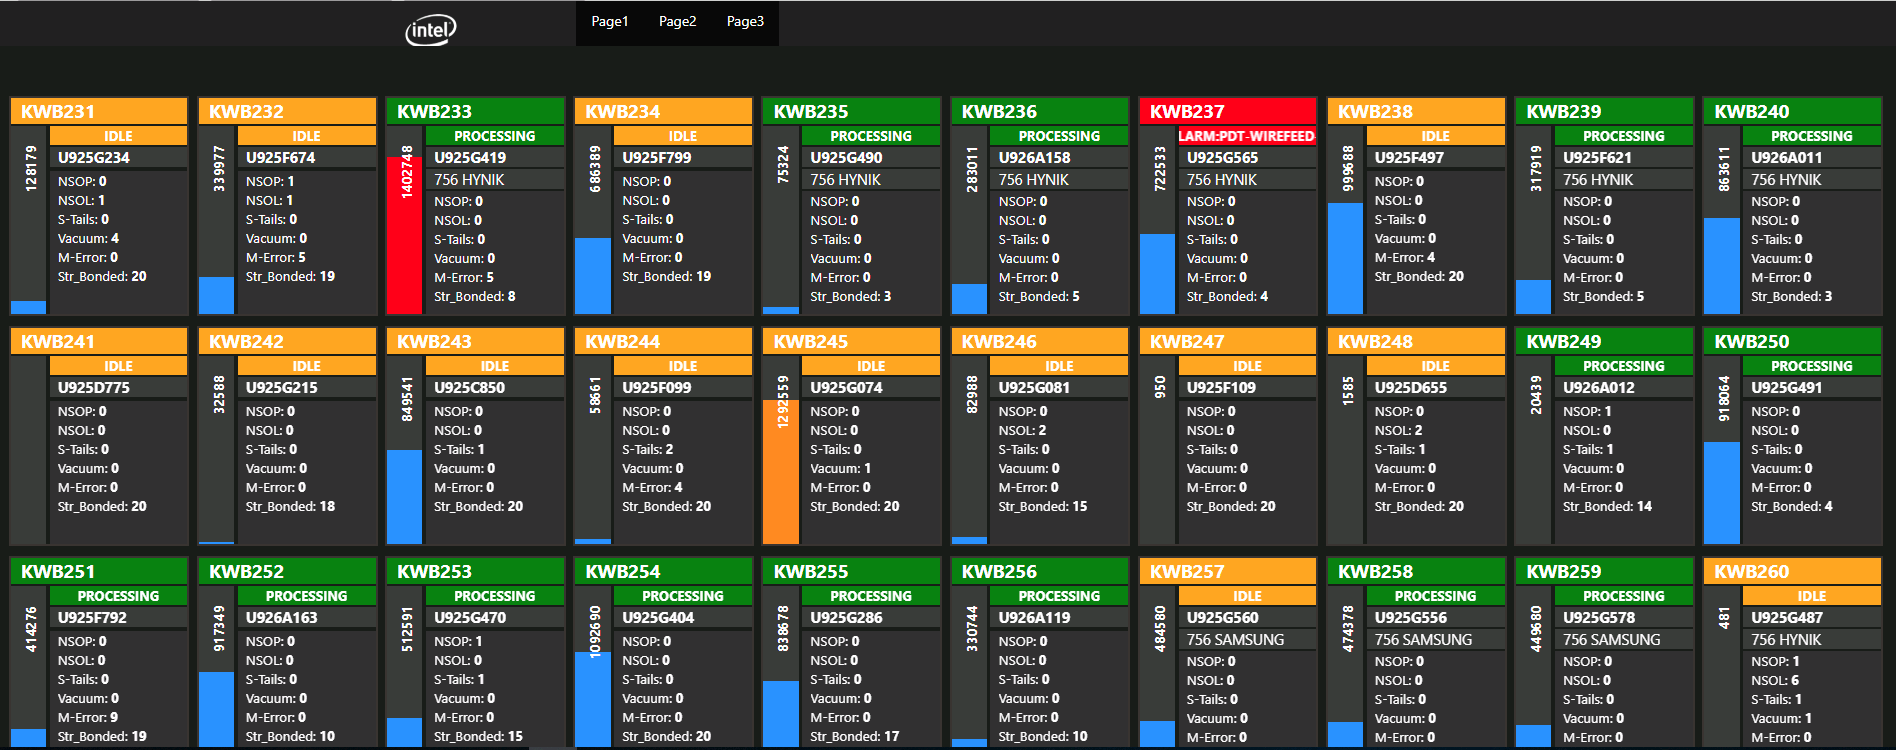 intel
Page1 Page2 Page3
KWB231
IDLE
128179
U925G234
NSOP: 0
NSOL: 1
S-Tails: 0
Vacuum: 4
M-Error: 0
Str_Bonded: 20
KWB232
IDLE
339977
U925F674
NSOP: 1
NSOL: 1
S-Tails: 0
Vacuum: 0
M-Error: 5
Str_Bonded: 19
KWB233
PROCESSING
1402748
U925G419
756 HYNIK
NSOP: 0
NSOL: 0
S-Tails: 0
Vacuum: 0
M-Error: 5
Str_Bonded: 8
KWB234
IDLE
686389
U925F799
NSOP: 0
NSOL: 0
S-Tails: 0
Vacuum: 0
M-Error: 0
Str_Bonded: 19
KWB235
PROCESSING
75324
U925G490
756 HYNIK
NSOP: 0
NSOL: 0
S-Tails: 0
Vacuum: 0
M-Error: 0
Str_Bonded: 3
KWB236
PROCESSING
283011
U926A158
756 HYNIK
NSOP: 0
NSOL: 0
S-Tails: 0
Vacuum: 0
M-Error: 0
Str_Bonded: 5
KWB237
LARM:PDT-WIREFEED-
722533
U925G565
756 HYNIK
NSOP: 0
NSOL: 0
S-Tails: 0
Vacuum: 0
M-Error: 0
Str_Bonded: 4
KWB238
IDLE
999688
U925F497
NSOP: 0
NSOL: 0
S-Tails: 0
Vacuum: 0
M-Error: 4
Str_Bonded: 20
KWB239
PROCESSING
317919
U925F621
756 HYNIK
NSOP: 0
NSOL: 0
S-Tails: 0
Vacuum: 0
M-Error: 0
Str_Bonded: 5
KWB240
PROCESSING
863611
U926A011
756 HYNIK
NSOP: 0
NSOL: 0
S-Tails: 0
Vacuum: 0
M-Error: 0
Str_Bonded: 3
KWB241
IDLE
U925D775
NSOP: 0
NSOL: 0
S-Tails: 0
Vacuum: 0
M-Error: 0
Str_Bonded: 20
KWB242
IDLE
32588
U925G215
NSOP: 0
NSOL: 0
S-Tails: 0
Vacuum: 0
M-Error: 0
Str_Bonded: 18
KWB243
IDLE
849541
U925C850
NSOP: 0
NSOL: 0
S-Tails: 1
Vacuum: 0
M-Error: 0
Str_Bonded: 20
KWB244
IDLE
58661
U925F099
NSOP: 0
NSOL: 0
S-Tails: 2
Vacuum: 0
M-Error: 4
Str_Bonded: 20
KWB245
IDLE
1292559
U925G074
NSOP: 0
NSOL: 0
S-Tails: 0
Vacuum: 1
M-Error: 0
Str_Bonded: 20
KWB246
IDLE
82988
U925G081
NSOP: 0
NSOL: 2
S-Tails: 0
Vacuum: 0
M-Error: 0
Str_Bonded: 15
KWB247
IDLE
950
U925F109
NSOP: 0
NSOL: 0
S-Tails: 0
Vacuum: 0
M-Error: 0
Str_Bonded: 20
KWB248
IDLE
1585
U925D655
NSOP: 0
NSOL: 2
S-Tails: 1
Vacuum: 0
M-Error: 0
Str_Bonded: 20
KWB249
PROCESSING
20439
U926A012
NSOP: 1
NSOL: 0
S-Tails: 1
Vacuum: 0
M-Error: 0
Str_Bonded: 14
KWB250
PROCESSING
918064
U925G491
NSOP: 0
NSOL: 0
S-Tails: 0
Vacuum: 0
M-Error: 0
Str_Bonded: 4
KWB251
PROCESSING
414276
U925F792
NSOP: 0
NSOL: 0
S-Tails: 0
Vacuum: 0
M-Error: 9
Str_Bonded: 19
KWB252
PROCESSING
917349
U926A163
NSOP: 0
NSOL: 0
S-Tails: 0
Vacuum: 0
M-Error: 0
Str_Bonded: 10
KWB253
PROCESSING
512591
U925G470
NSOP: 1
NSOL: 0
S-Tails: 1
Vacuum: 0
M-Error: 0
Str_Bonded: 15
KWB254
PROCESSING
1092690
U925G404
NSOP: 0
NSOL: 0
S-Tails: 0
Vacuum: 0
M-Error: 0
Str_Bonded: 20
KWB255
PROCESSING
838678
U925G286
NSOP: 0
NSOL: 0
S-Tails: 0
Vacuum: 0
M-Error: 0
Str_Bonded: 17
KWB256
PROCESSING
330744
U926A119
NSOP: 0
NSOL: 0
S-Tails: 0
Vacuum: 0
M-Error: 0
Str_Bonded: 10
KWB257
IDLE
484580
U925G560
756 SAMSUNG
NSOP: 0
NSOL: 0
S-Tails: 0
Vacuum: 0
KWB258
PROCESSING
474378
U925G556
756 SAMSUNG
NSOP: 0
NSOL: 0
S-Tails: 0
Vacuum: 0
KWB259
PROCESSING
449680
U925G578
756 SAMSUNG
NSOP: 0
NSOL: 0
S-Tails: 0
Vacuum: 0
KWB260
IDLE
481
U925G487
756 HYNIK
NSOP: 1
NSOL: 6
S-Tails: 1
Vacuum: 1